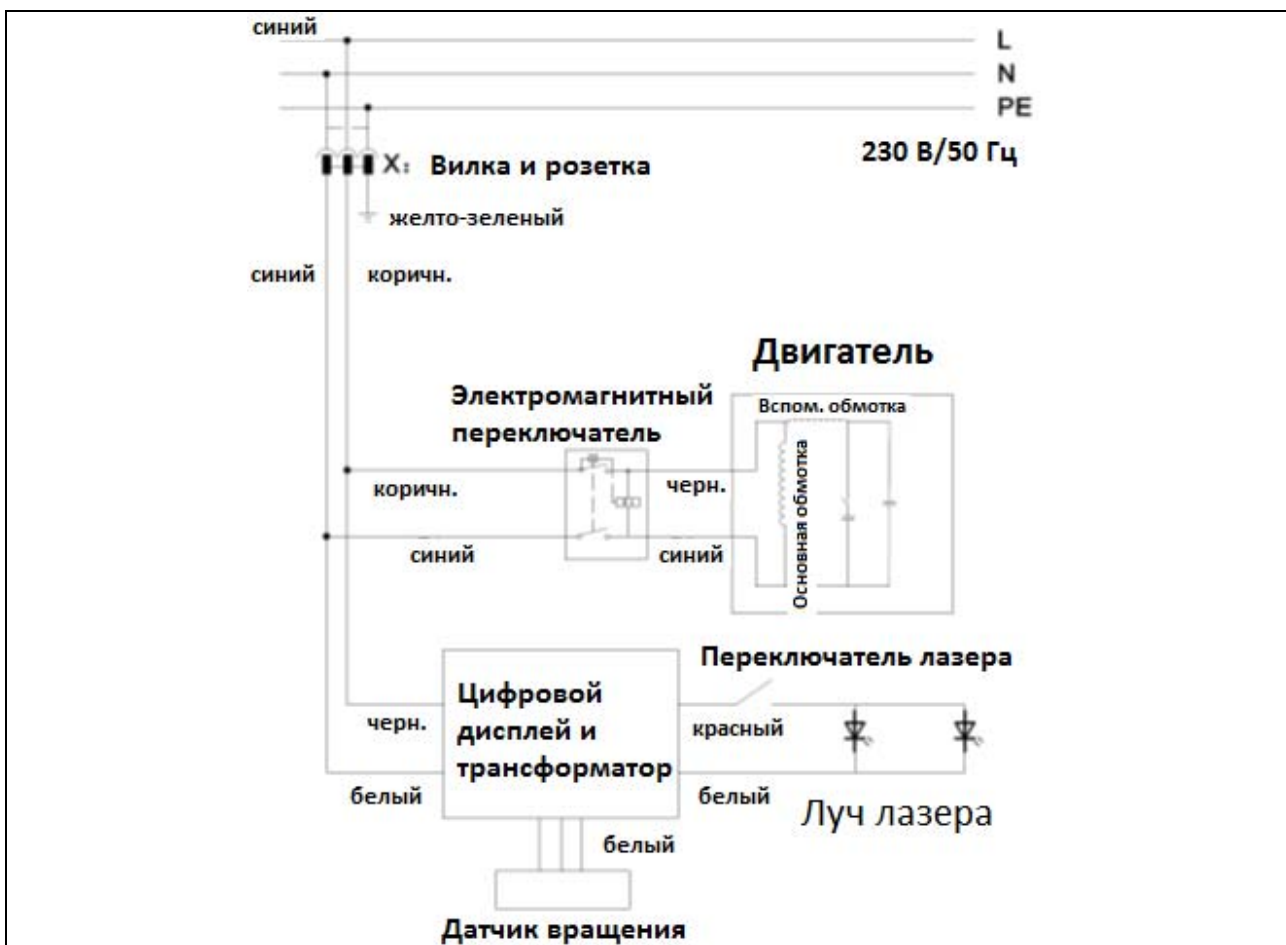 синий
L
N
PE
230 В/50 Гц
X: Вилка и розетка
желто-зеленый
синий
коричн.
Двигатель
Электромагнитный
переключатель
Вспом. обмотка
Основная обмотка
коричн.
черн.
синий
синий
Переключатель лазера
Цифровой
дисплей и
трансформатор
черн.
красный
белый
белый
Луч лазера
белый
Датчик вращения